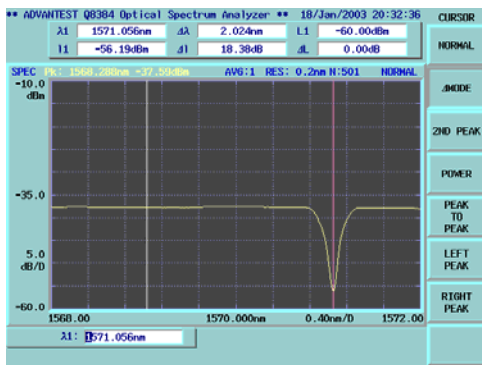 ** ADVANTEST Q8384 Optical Spectrum Analyzer ** 18/Jan/2003 20:32:36
λ1 1571.056nm Δλ 2.024nm L1 -60.00dBm
l1 -56.19dBm Δl 18.38dB ΔL 0.00dB
SPEC Pk: 1568.288nm -37.59dBm AVG:1 RES: 0.2nm N:501 NORMAL
-10.0
dBm
-35.0
5.0
dB/D
-60.0
1568.00 1570.000nm 0.40nm/D 1572.00
λ1: 1571.056nm
CURSOR
NORMAL
ΔMODE
2ND PEAK
POWER
PEAK
TO
PEAK
LEFT
PEAK
RIGHT
PEAK